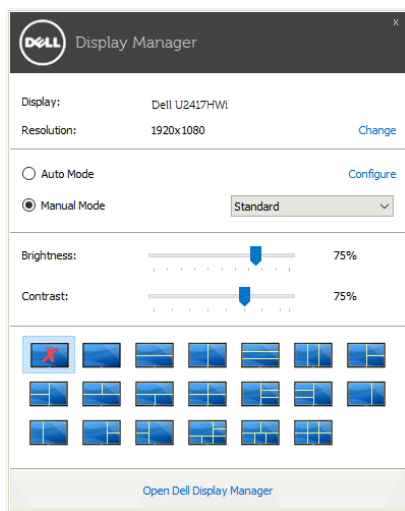 x
DELL Display Manager
Display: Dell U2417HWi
Resolution: 1920x1080 Change
Auto Mode Configure
Manual Mode Standard
Brightness: 75%
Contrast: 75%
Open Dell Display Manager